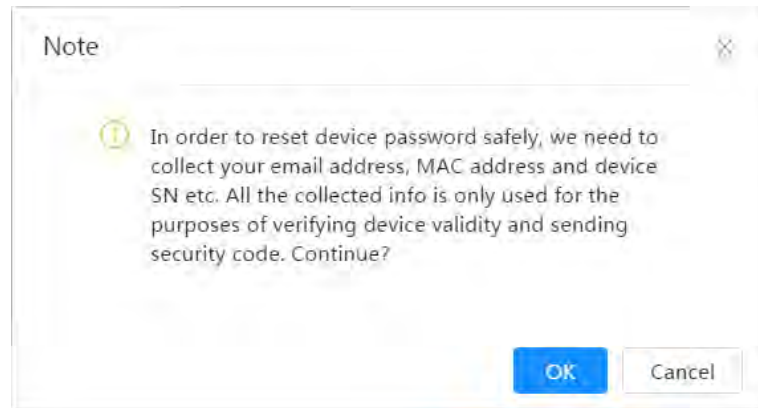 Note
In order to reset device password safely, we need to
collect your email address, MAC address and device
SN etc. All the collected info is only used for the
purposes of verifying device validity and sending
security code. Continue?
OK Cancel